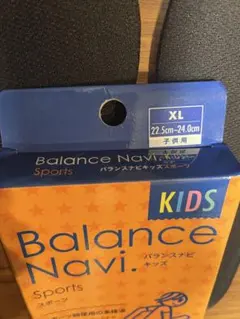 XL
22.5cm~24.0cm
子供用
Balance Navi.
Sports
バランスナビキッズスポーツ
KIDS
Balance
Navi.
バランスナビ
キッズ
Sports
スポーツ